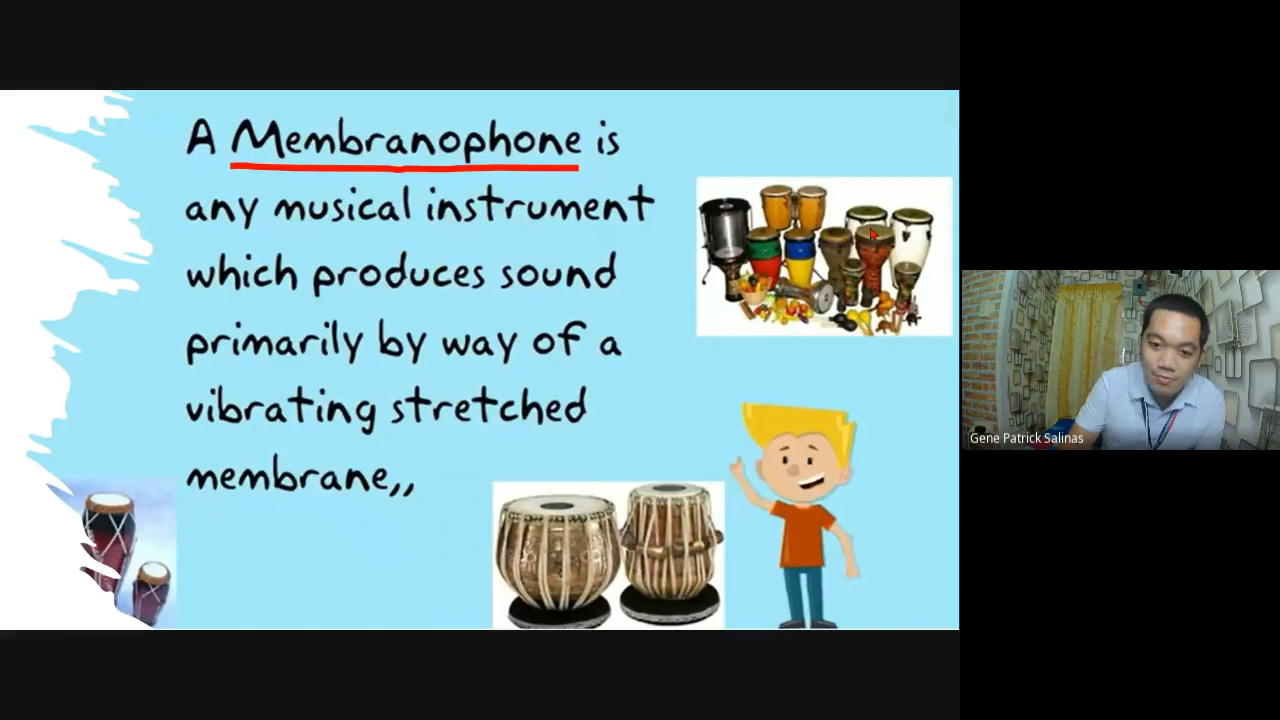 A Membranophone is
any musical instrument
which produces sound
primarily by way of a
vibrating stretched
membrane,,
Gene Patrick Salinas